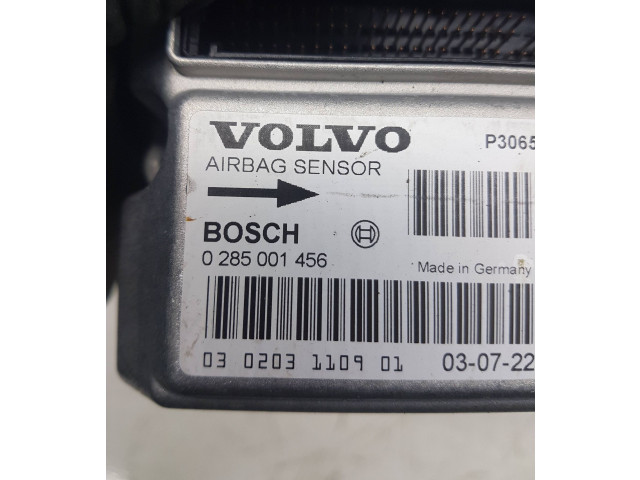 VOLVO
P3065
AIRBAG SENSOR
BOSCH
0 285 001 456
Made in Germany
03 0203 1109 01
03-07-22